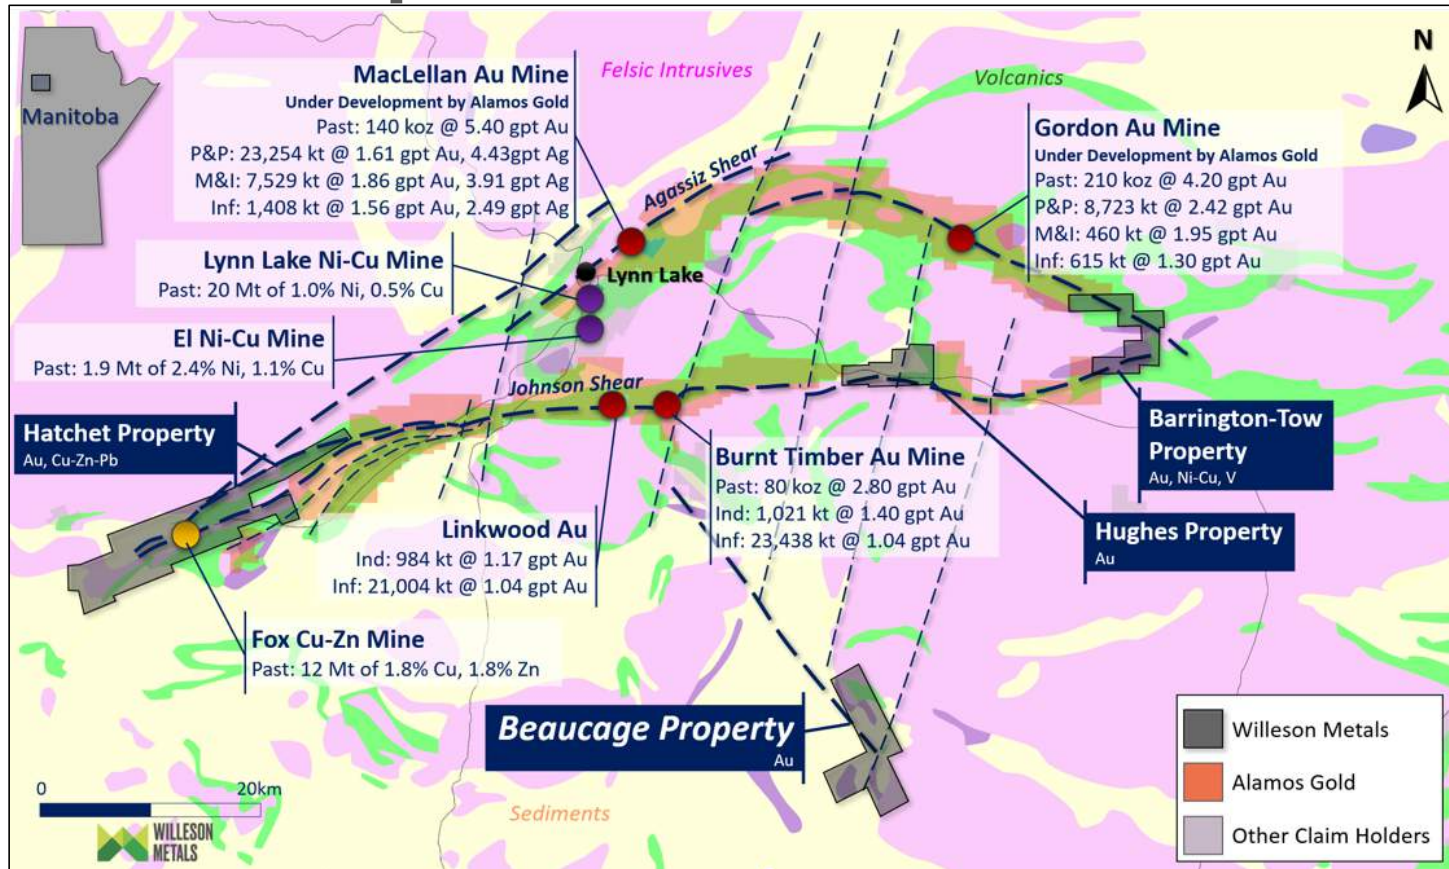 Manitoba
Felsic Intrusives
Volcanics
N
MacLellan Au Mine
Under Development by Alamos Gold
Past: 140 koz @ 5.40 gpt Au
P&P: 23,254 kt @ 1.61 gpt Au, 4.43gpt Ag
M&I: 7,529 kt @ 1.86 gpt Au, 3.91 gpt Ag
Inf: 1,408 kt @ 1.56 gpt Au, 2.49 gpt Ag
Agassiz Shear
Gordon Au Mine
Under Development by Alamos Gold
Past: 210 koz @ 4.20 gpt Au
P&P: 8,723 kt @ 2.42 gpt Au
M&I: 460 kt @ 1.95 gpt Au
Inf: 615 kt @ 1.30 gpt Au
Lynn Lake Ni-Cu Mine
Past: 20 Mt of 1.0% Ni, 0.5% Cu
Lynn Lake
El Ni-Cu Mine
Past: 1.9 Mt of 2.4% Ni, 1.1% Cu
Johnson Shear
Hatchet Property
Au, Cu-Zn-Pb
Barrington-Tow
Property
Au, Ni-Cu, V
Burnt Timber Au Mine
Past: 80 koz @ 2.80 gpt Au
Ind: 1,021 kt @ 1.40 gpt Au
Inf: 23,438 kt @ 1.04 gpt Au
Linkwood Au
Ind: 984 kt @ 1.17 gpt Au
Inf: 21,004 kt @ 1.04 gpt Au
Hughes Property
Au
Fox Cu-Zn Mine
Past: 12 Mt of 1.8% Cu, 1.8% Zn
Beaucage Property
Au
Sediments
0 20km
WILLESON
METALS
Willeson Metals
Alamos Gold
Other Claim Holders